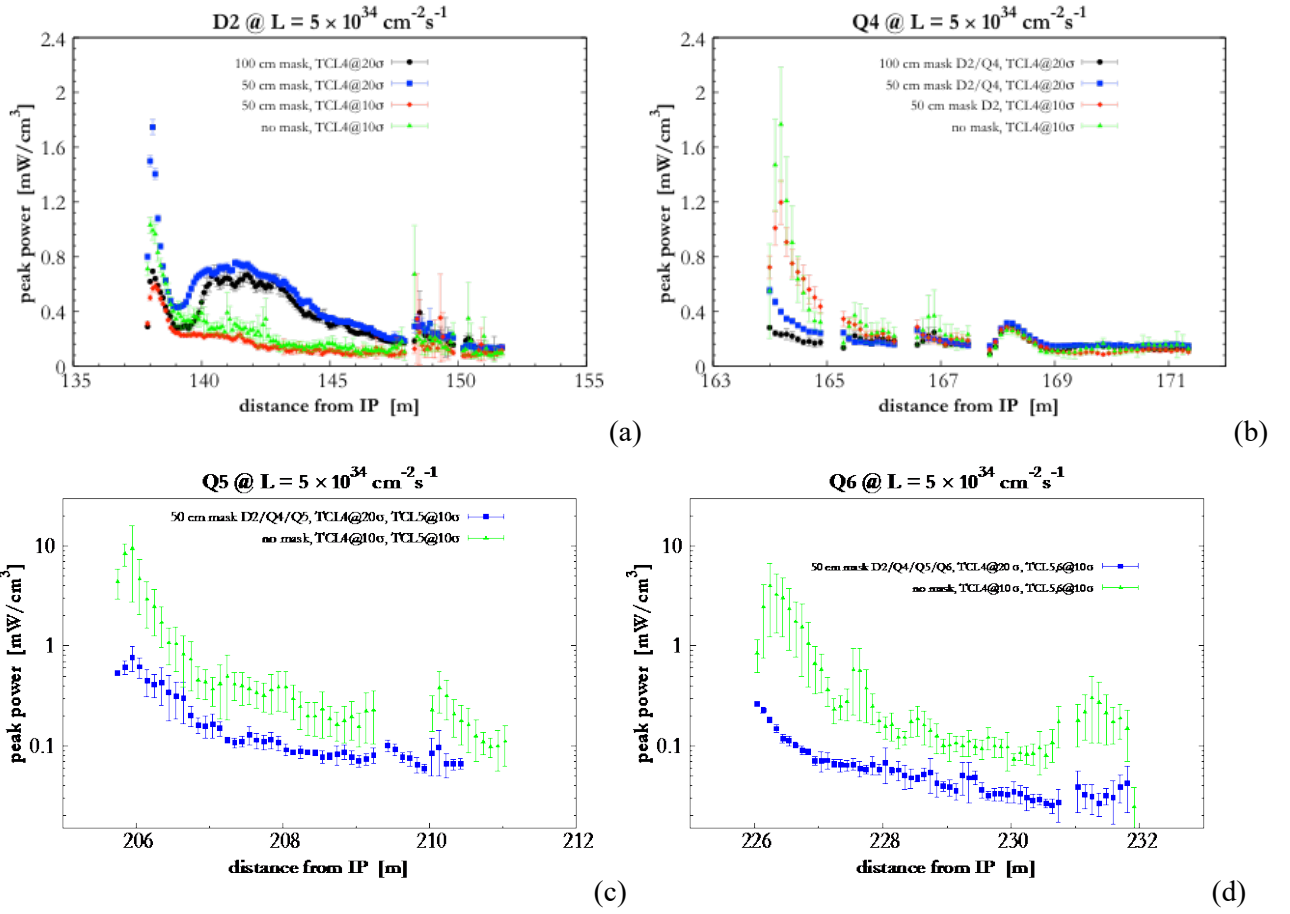 D2 @ L = 5 × 10^34 cm^-2s^-1
2.4
2
1.6
1.2
0.8
0.4
0
peak power [mW/cm^3]
100 cm mask, TCL4@20σ
50 cm mask, TCL4@20σ
50 cm mask, TCL4@10σ
no mask, TCL4@10σ
135 140 145 150 155
distance from IP [m]
(a)
Q4 @ L = 5 × 10^34 cm^-2s^-1
2.4
2
1.6
1.2
0.8
0.4
0
peak power [mW/cm^3]
100 cm mask D2/Q4, TCL4@20σ
50 cm mask D2/Q4, TCL4@20σ
50 cm mask D2, TCL4@10σ
no mask, TCL4@10σ
163 165 167 169 171
distance from IP [m]
(b)
Q5 @ L = 5 × 10^34 cm^-2s^-1
10
1
0.1
peak power [mW/cm^3]
50 cm mask D2/Q4/Q5, TCL4@20σ, TCL5@10σ
no mask, TCL4@10σ, TCL5@10σ
206 208 210 212
distance from IP [m]
(c)
Q6 @ L = 5 × 10^34 cm^-2s^-1
10
1
0.1
peak power [mW/cm^3]
50 cm mask D2/Q4/Q5/Q6, TCL4@20 σ, TCL5,6@10σ
no mask, TCL4@10σ, TCL5,6@10σ
226 228 230 232
distance from IP [m]
(d)